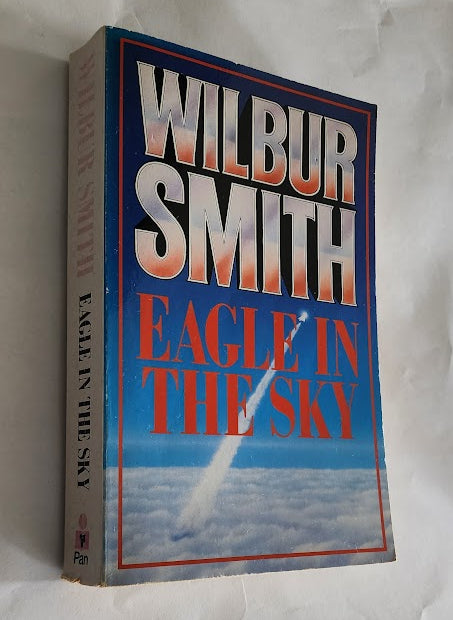 WILBUR
SMITH
EAGLE IN
THE SKY
WILBUR SMITH
EAGLE IN THE SKY
Pan